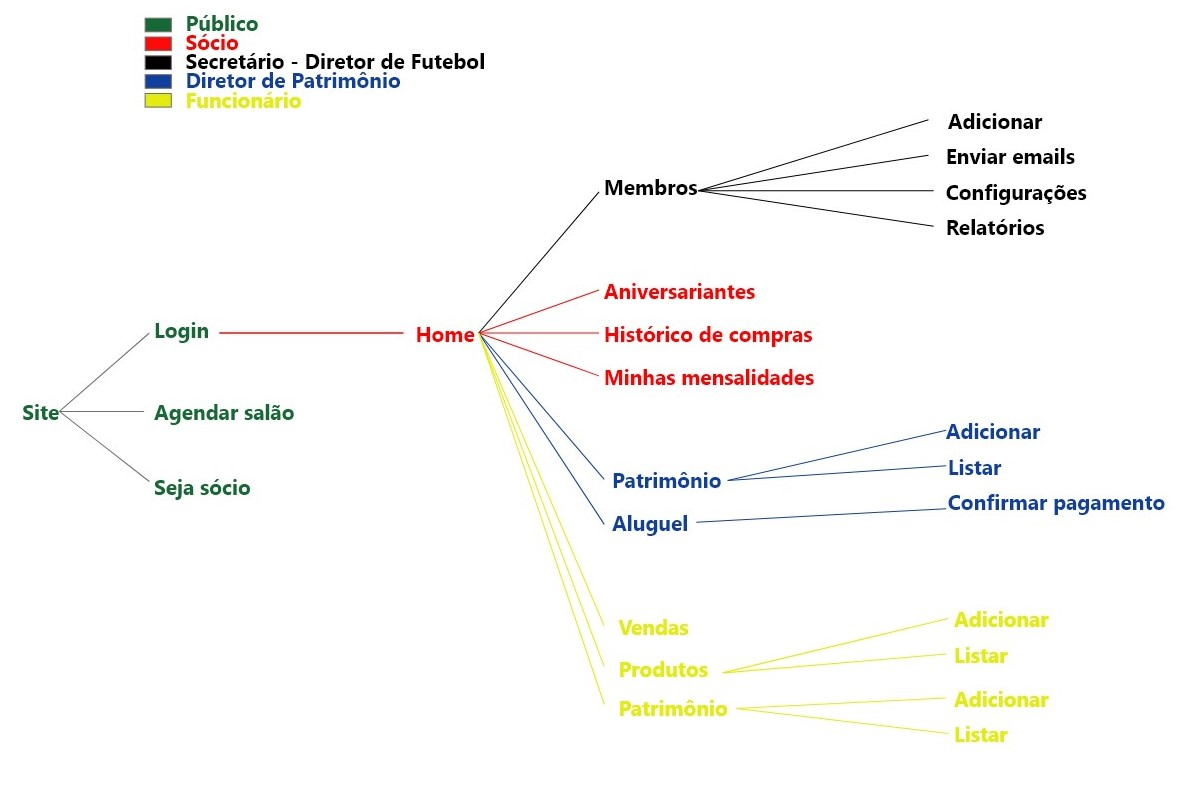 Público
Sócio
Secretário - Diretor de Futebol
Diretor de Patrimônio
Funcionário
Site
Login
Agendar salão
Seja sócio
Home
Membros
Adicionar
Enviar emails
Configurações
Relatórios
Aniversariantes
Histórico de compras
Minhas mensalidades
Patrimônio
Adicionar
Listar
Aluguel
Confirmar pagamento
Vendas
Produtos
Adicionar
Listar
Patrimônio
Adicionar
Listar